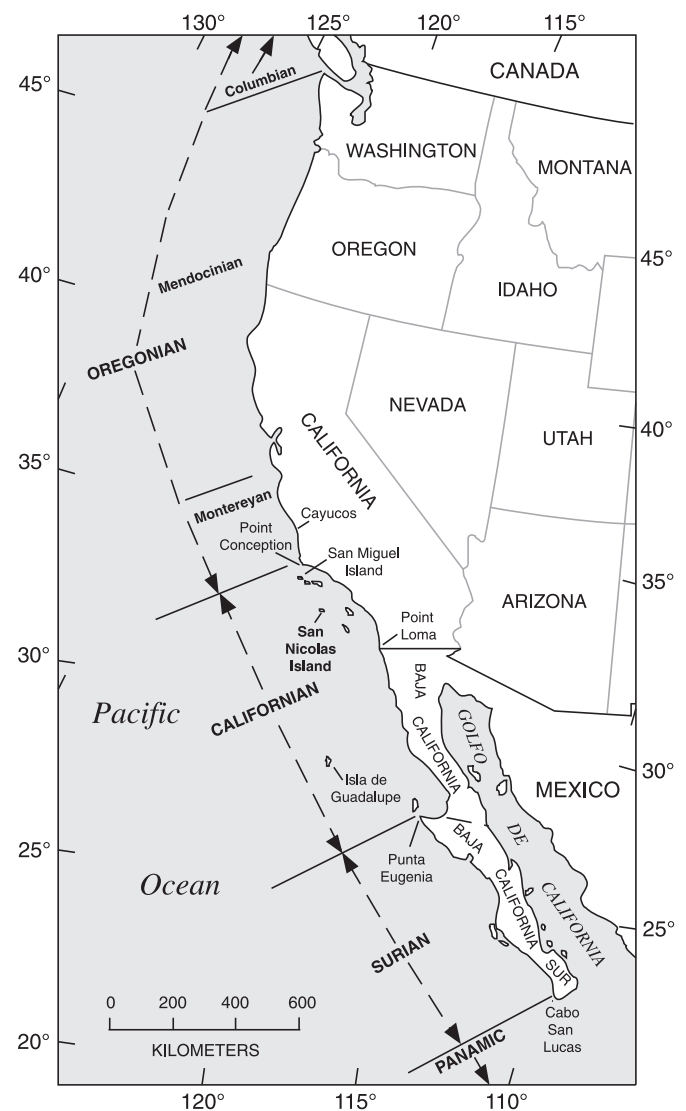 130°
125°
120°
115°
45°
40°
35°
30°
25°
20°
CANADA
Columbian
WASHINGTON
MONTANA
OREGON
IDAHO
45°
Mendocinian
OREGONIAN
NEVADA
UTAH
40°
CALIFORNIA
Montereyan
Cayucos
Point
Conception
San Miguel
Island
ARIZONA
35°
San
Nicolas
Island
Point
Loma
BAJA
CALIFORNIA
Pacific
CALIFORNIAN
GOLFO
DE
CALIFORNIA
Isla de
Guadalupe
MEXICO
30°
Punta
Eugenia
BAJA
CALIFORNIA
SUR
Ocean
SURIAN
25°
Cabo
San
Lucas
PANAMIC
0 200 400 600
KILOMETERS
120°
115°
110°